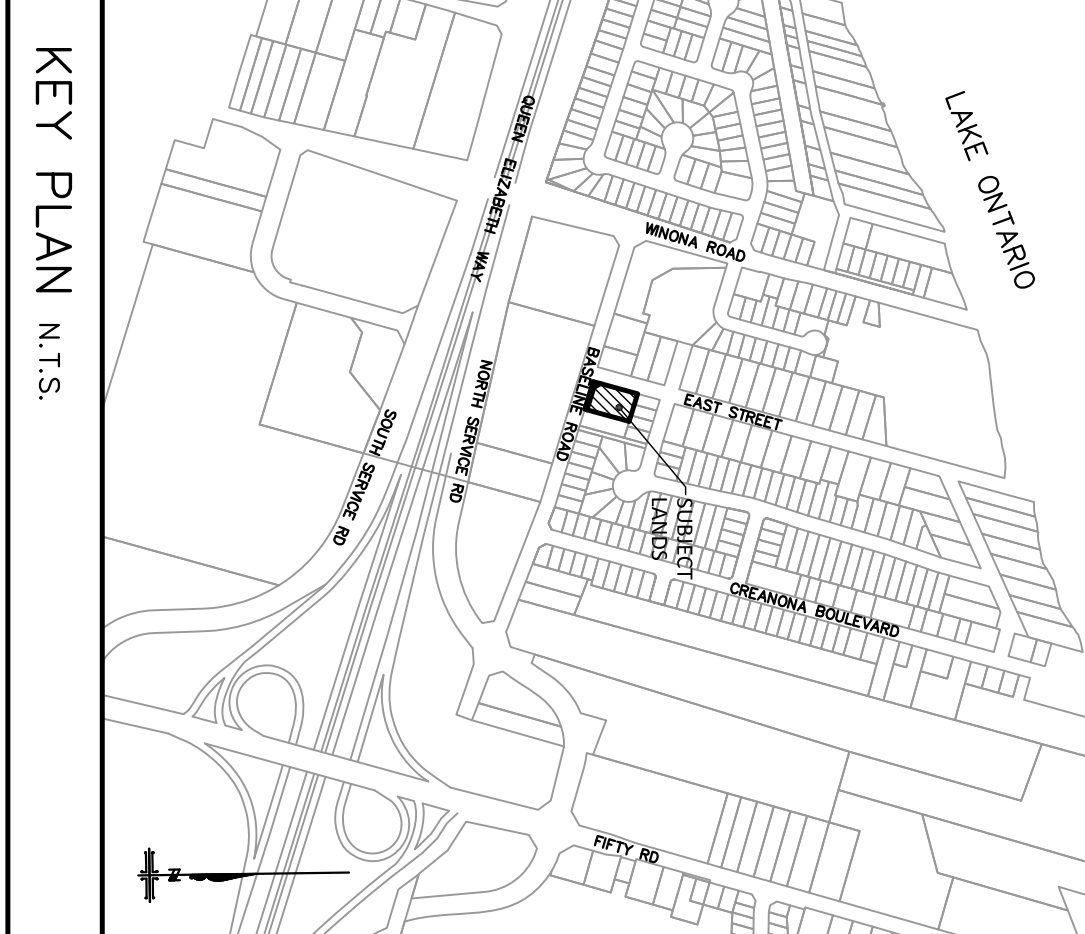 LAKE ONTARIO
QUEEN ELIZABETH WAY
WINONA ROAD
BASELINE ROAD
EAST STREET
NORTH SERVICE RD
SOUTH SERVICE RD
SUBJECT
LANDS
CREANONA BOULEVARD
FIFTY RD
N
KEY PLAN N.T.S.